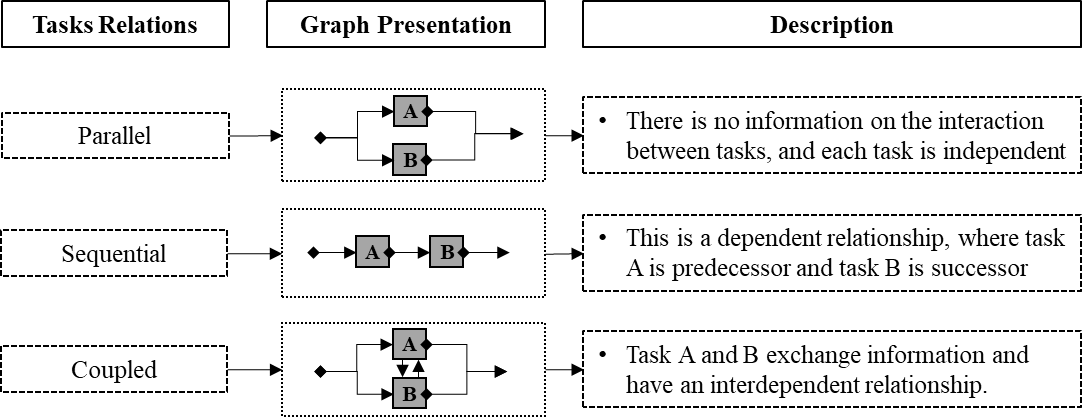 Tasks Relations
Graph Presentation
Description
Parallel
A
B
• There is no information on the interaction
between tasks, and each task is independent
Sequential
A B
• This is a dependent relationship, where task
A is predecessor and task B is successor
Coupled
A
B
• Task A and B exchange information and
have an interdependent relationship.